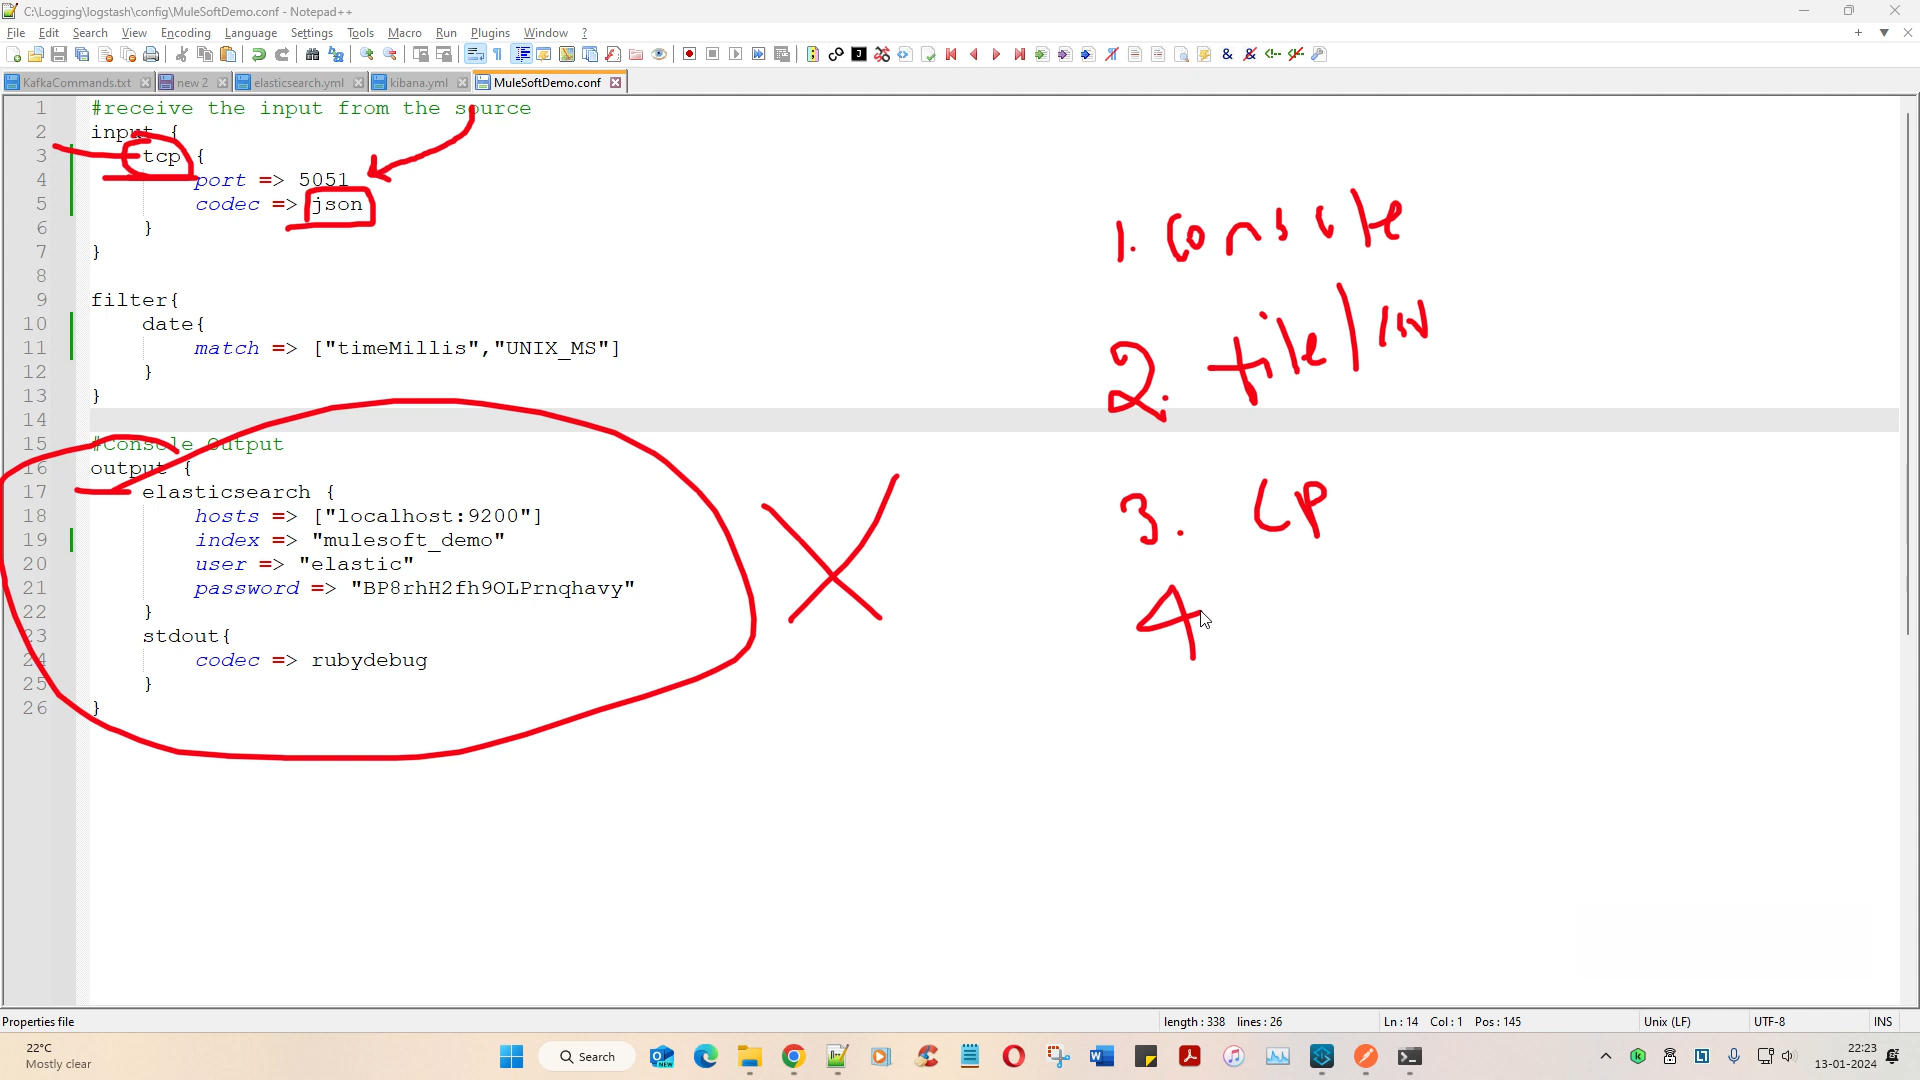 C:\Logging\logstash\config\MuleSoftDemo.conf - Notepad++
File Edit Search View Encoding Language Settings Tools Macro Run Plugins Window ?
KafkaCommands.txt new 2 elasticsearch.yml kibana.yml MuleSoftDemo.conf
1 #receive the input from the source
2 input {
3 tcp {
4 port => 5051
5 codec => json
6 }
7 }
8
9 filter{
10 date{
11 match => ["timeMillis","UNIX_MS"]
12 }
13 }
14
15 #Console Output
16 output {
17 elasticsearch {
18 hosts => ["localhost:9200"]
19 index => "mulesoft_demo"
20 user => "elastic"
21 password => "BP8rhH2fh9OLPrnqhavy"
22 }
23 stdout{
24 codec => rubydebug
25 }
26 }
1. Console
2. file/
3. CP
4
Properties file length : 338 lines : 26 Ln : 14 Col : 1 Pos : 145 Unix (LF) UTF-8 INS
22°C
Mostly clear
Search
22:23
13-01-2024